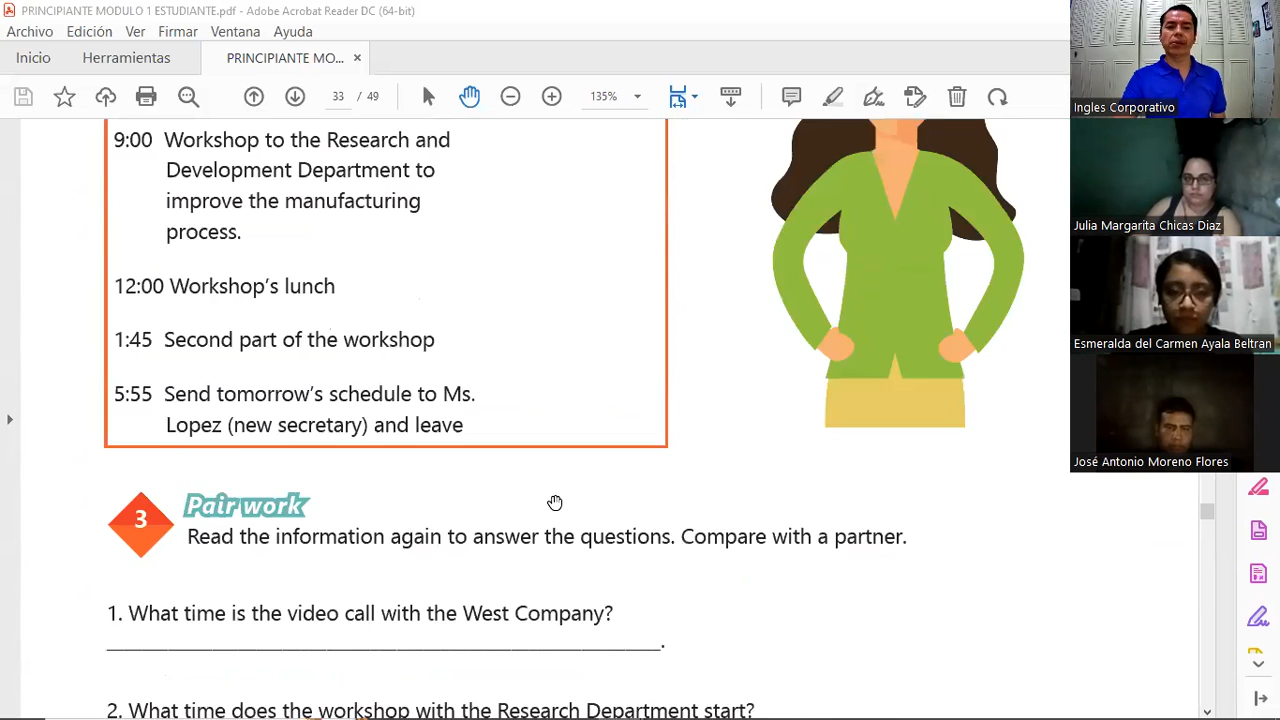 PRINCIPIANTE MODULO 1 ESTUDIANTE.pdf - Adobe Acrobat Reader DC (64-bit)
Archivo Edición Ver Firmar Ventana Ayuda
Inicio Herramientas PRINCIPIANTE MO... ×
33 / 49 135%
9:00 Workshop to the Research and
Development Department to
improve the manufacturing
process.
12:00 Workshop's lunch
1:45 Second part of the workshop
5:55 Send tomorrow's schedule to Ms.
Lopez (new secretary) and leave
3 Pair work
Read the information again to answer the questions. Compare with a partner.
1. What time is the video call with the West Company?
2. What time does the workshop with the Research Department start?
Ingles Corporativo
Julia Margarita Chicas Diaz
Esmeralda del Carmen Ayala Beltran
José Antonio Moreno Flores